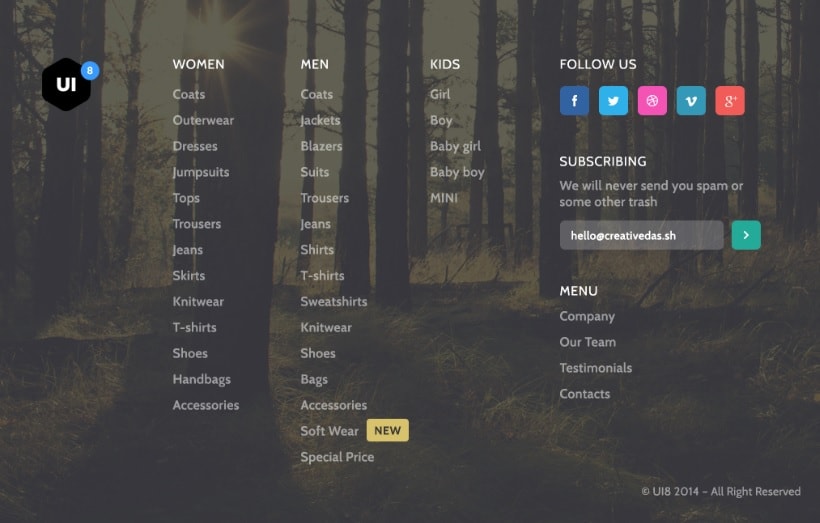 UI
8
WOMEN
Coats
Outerwear
Dresses
Jumpsuits
Tops
Trousers
Jeans
Skirts
Knitwear
T-shirts
Shoes
Handbags
Accessories
MEN
Coats
Jackets
Blazers
Suits
Trousers
Jeans
Shirts
T-shirts
Sweatshirts
Knitwear
Shoes
Bags
Accessories
Soft Wear NEW
Special Price
KIDS
Girl
Boy
Baby girl
Baby boy
MINI
FOLLOW US
f
v
g+
SUBSCRIBING
We will never send you spam or
some other trash
hello@creativedas.sh
MENU
Company
Our Team
Testimonials
Contacts
© UI8 2014 – All Right Reserved